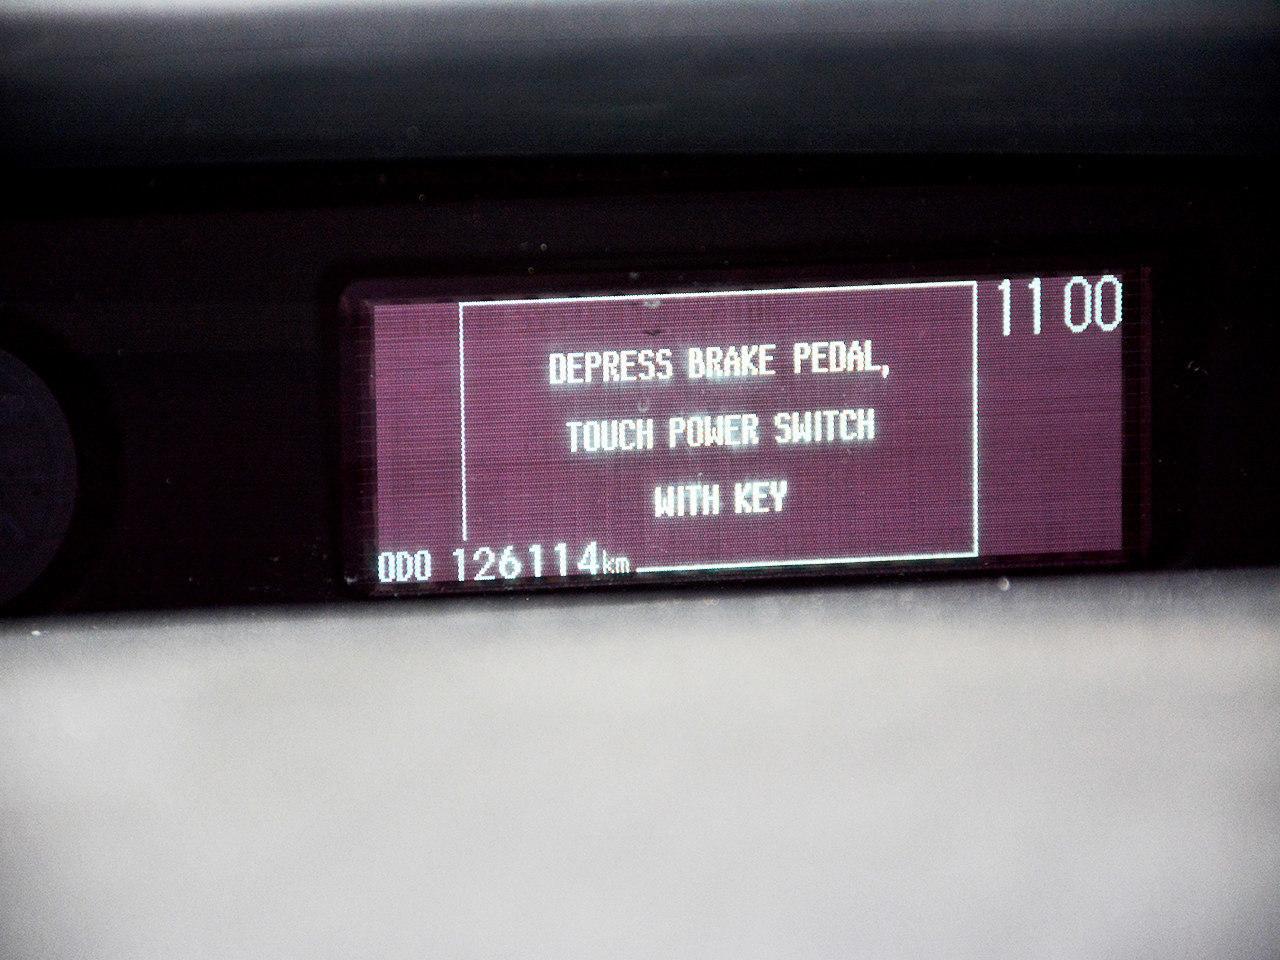 11 00
DEPRESS BRAKE PEDAL,
TOUCH POWER SWITCH
WITH KEY
ODO 126114km